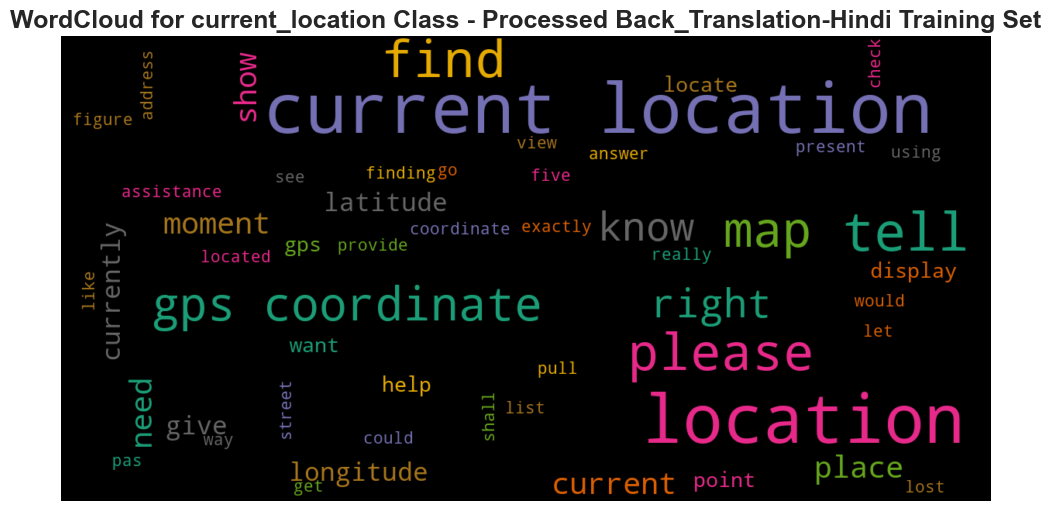 WordCloud for current_location Class - Processed Back_Translation-Hindi Training Set
find
check
address
show
locate
current location
figure
view
answer
present
using
see
finding
go
five
assistance
latitude
moment
know
map
tell
coordinate
exactly
currently
gps
provide
really
located
display
like
gps coordinate
right
would
let
want
please
pull
help
need
street
shall
list
location
give
way
could
pas
longitude
place
get
current
point
lost